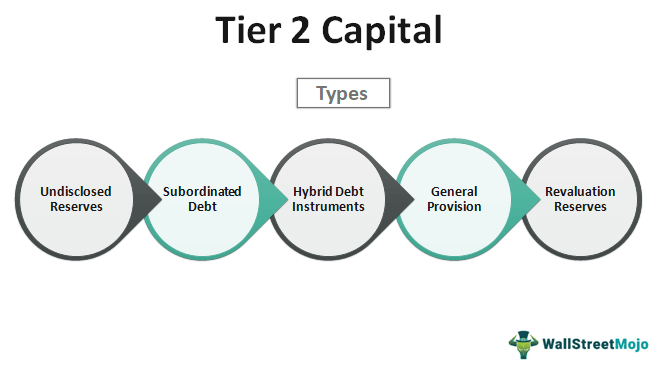 Tier 2 Capital
Types
Undisclosed
Reserves
Subordinated
Debt
Hybrid Debt
Instruments
General
Provision
Revaluation
Reserves
WallStreetMojo